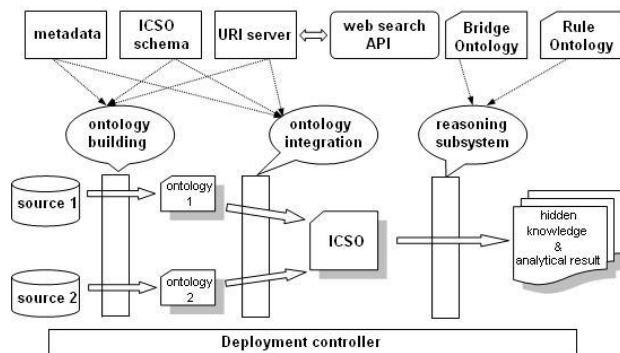 metadata
ICSO
schema
URI server
web search
API
Bridge
Ontology
Rule
Ontology
ontology
building
ontology
integration
reasoning
subsystem
source 1
ontology
1
ICSO
hidden
knowledge
&
analytical result
source 2
ontology
2
Deployment controller